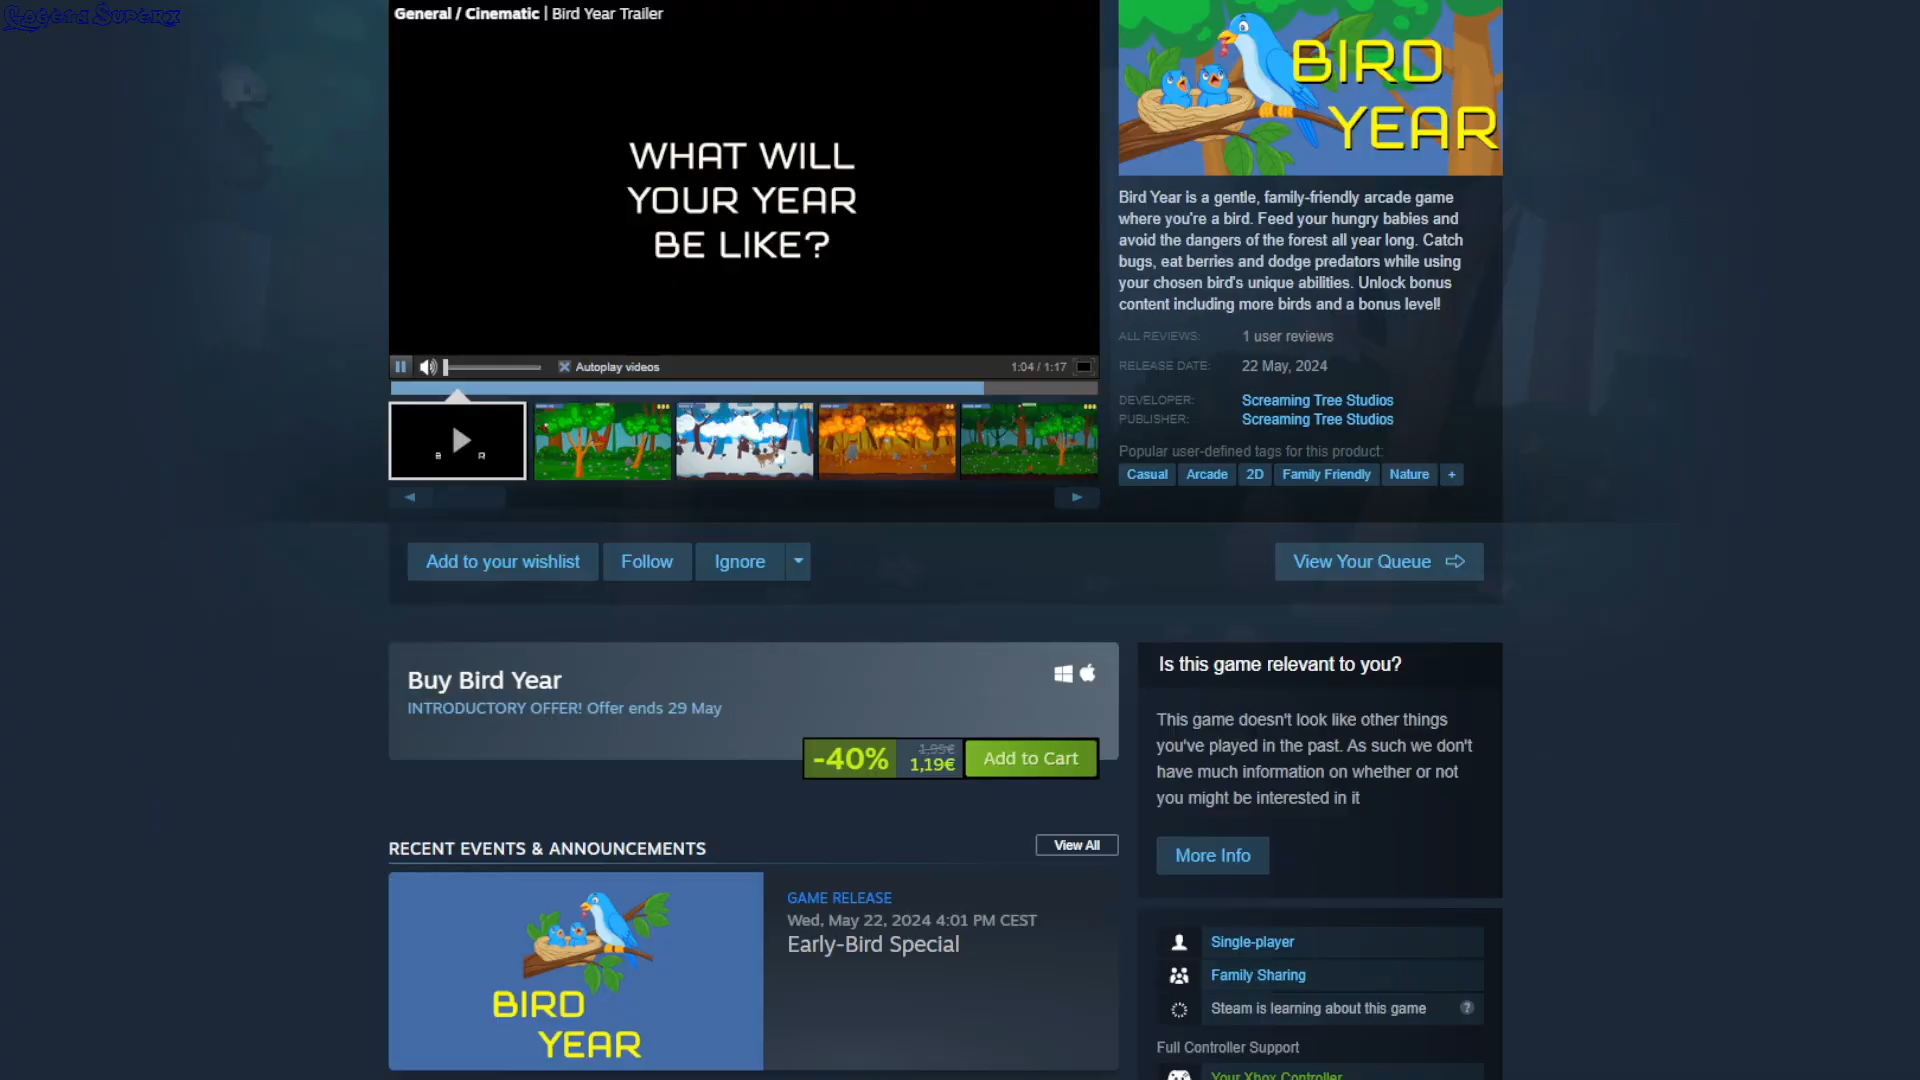 General / Cinematic | Bird Year Trailer
WHAT WILL
YOUR YEAR
BE LIKE?
Autoplay videos
1:04 / 1:17
BIRD
YEAR
Bird Year is a gentle, family-friendly arcade game
where you're a bird. Feed your hungry babies and
avoid the dangers of the forest all year long. Catch
bugs, eat berries and dodge predators while using
your chosen bird's unique abilities. Unlock bonus
content including more birds and a bonus level!
ALL REVIEWS: 1 user reviews
RELEASE DATE: 22 May, 2024
DEVELOPER: Screaming Tree Studios
PUBLISHER: Screaming Tree Studios
Popular user-defined tags for this product:
Casual Arcade 2D Family Friendly Nature +
Add to your wishlist Follow Ignore View Your Queue
Buy Bird Year
INTRODUCTORY OFFER! Offer ends 29 May
-40% 1,99€ 1,19€ Add to Cart
Is this game relevant to you?
This game doesn't look like other things
you've played in the past. As such we don't
have much information on whether or not
you might be interested in it
More Info
RECENT EVENTS & ANNOUNCEMENTS View All
BIRD
YEAR
GAME RELEASE
Wed, May 22, 2024 4:01 PM CEST
Early-Bird Special
Single-player
Family Sharing
Steam is learning about this game ?
Full Controller Support
Your Xbox Controller